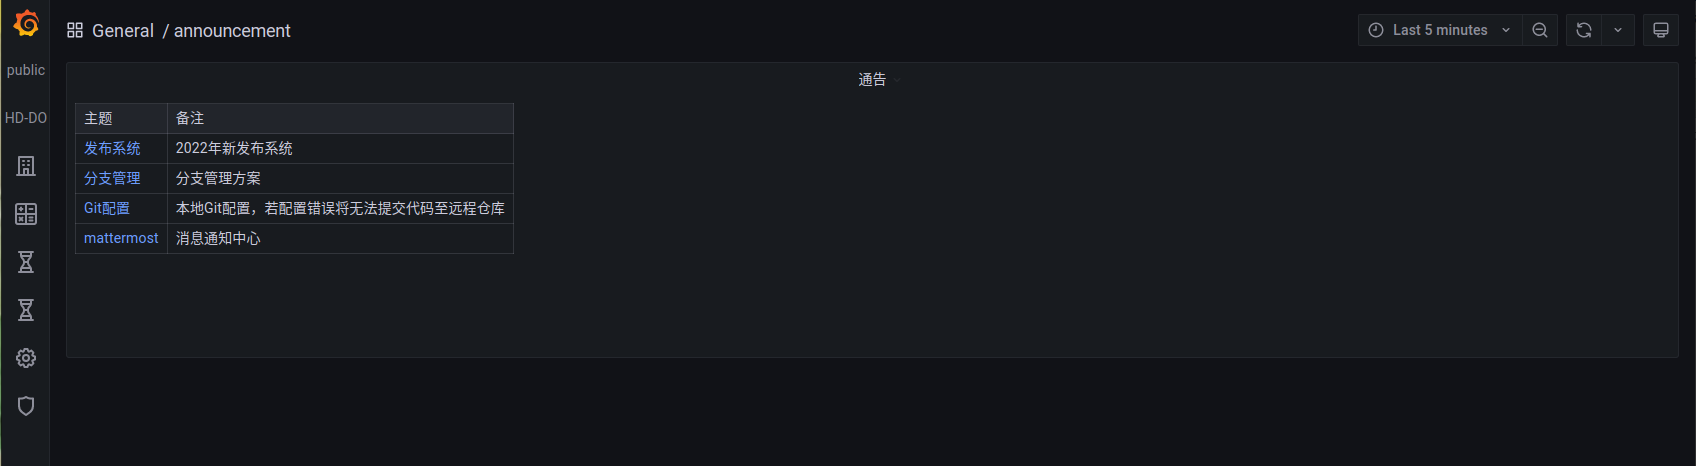 General / announcement
Last 5 minutes
public
HD-DO
通告
主题 备注
发布系统 2022年新发布系统
分支管理 分支管理方案
Git配置 本地Git配置，若配置错误将无法提交代码至远程仓库
mattermost 消息通知中心